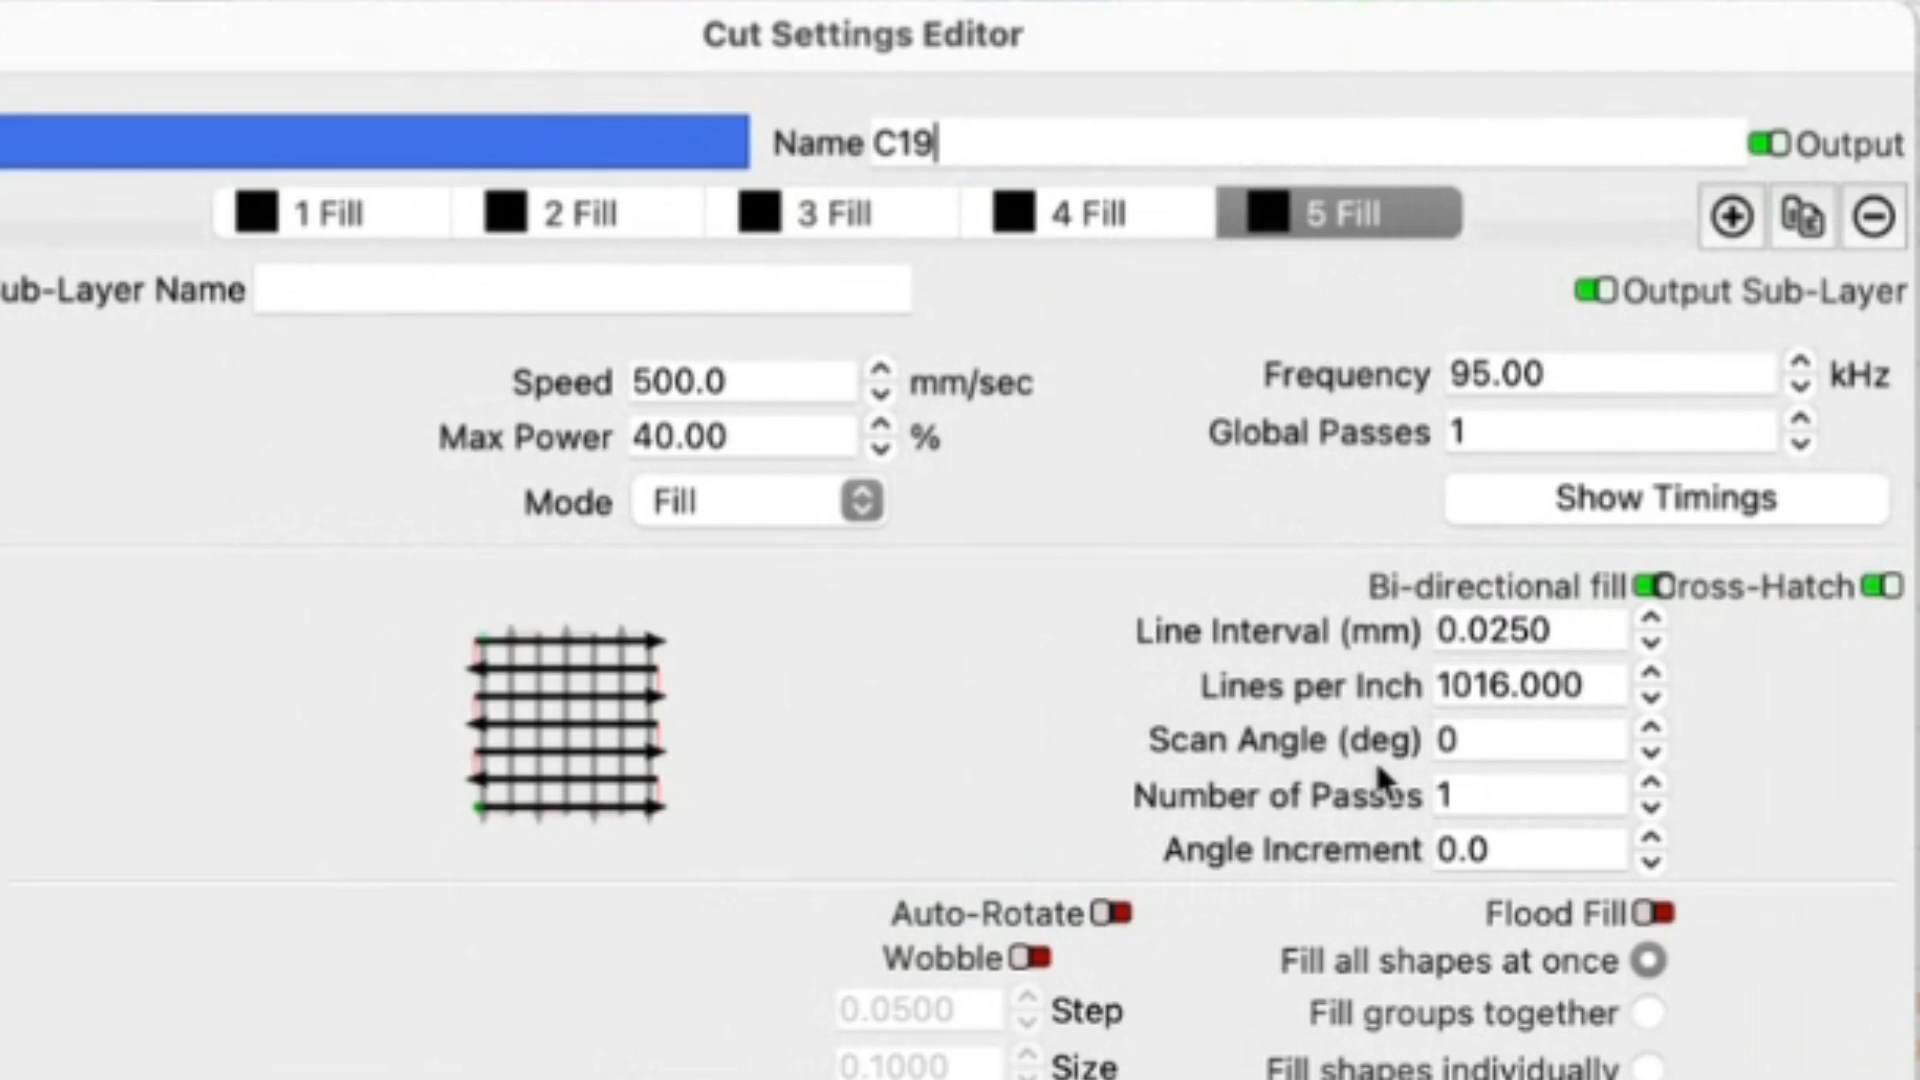 Cut Settings Editor
Name C19 Output
1 Fill 2 Fill 3 Fill 4 Fill 5 Fill
ub-Layer Name Output Sub-Layer
Speed 500.0 mm/sec Frequency 95.00 kHz
Max Power 40.00 % Global Passes 1
Mode Fill Show Timings
Bi-directional fill ross-Hatch
Line Interval (mm) 0.0250
Lines per Inch 1016.000
Scan Angle (deg) 0
Number of Passes 1
Angle Increment 0.0
Auto-Rotate Flood Fill
Wobble Fill all shapes at once
0.0500 Step Fill groups together
0.1000 Size Fill shapes individually